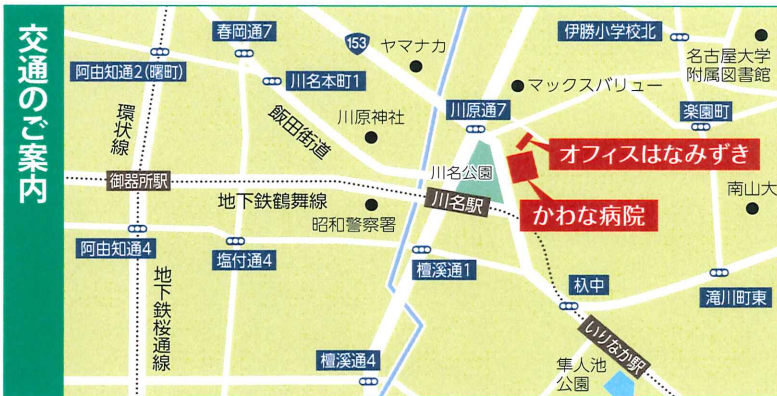 交通のご案内
春岡通7
153
ヤマナカ
伊勝小学校北
名古屋大学
附属図書館
阿由知通2(曙町)
川名本町1
マックスバリュー
環状線
飯田街道
川原神社
川原通7
楽園町
オフィスはなみずき
川名公園
御器所駅
地下鉄鶴舞線
川名駅
かわな病院
南山大
昭和警察署
阿由知通4
塩付通4
檀溪通1
杁中
滝川町東
地下鉄桜通線
いりなか駅
檀溪通4
隼人池
公園